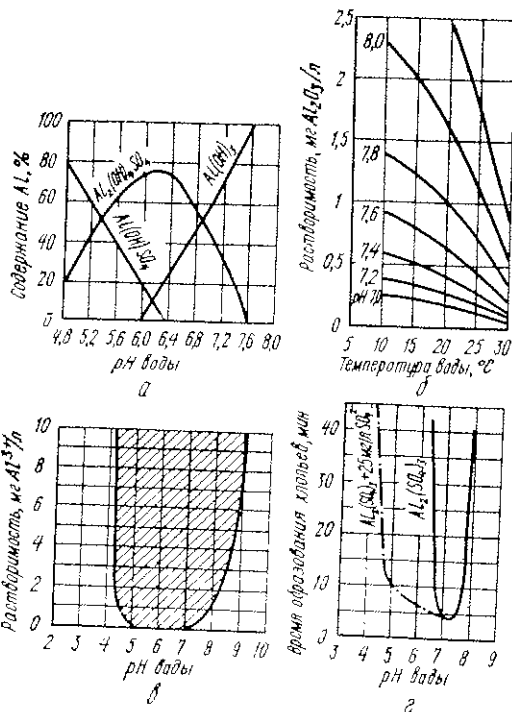 Содержание Al, %
100
80
60
40
20
0
Al₂(OH)₄SO₄
Al(OH)SO₄
Al(OH)₃
4,8 5,2 5,6 6,0 6,4 6,8 7,2 7,6 8,0
pH воды
а
Растворимость, мг Al₂O₃/л
2,5
2
1,5
1
0,5
0
8,0
7,8
7,6
7,4
7,2
pH 7,0
5 10 15 20 25 30
Температура воды, °С
б
Растворимость, мг Al³⁺/л
10
8
6
4
2
0
2 3 4 5 6 7 8 9 10
pH воды
в
Время образования хлопьев, мин
40
30
20
10
0
Al₂(SO₄)₃+25мг/л SO₄²⁻
Al₂(SO₄)₃
3 4 5 6 7 8 9
pH воды
г